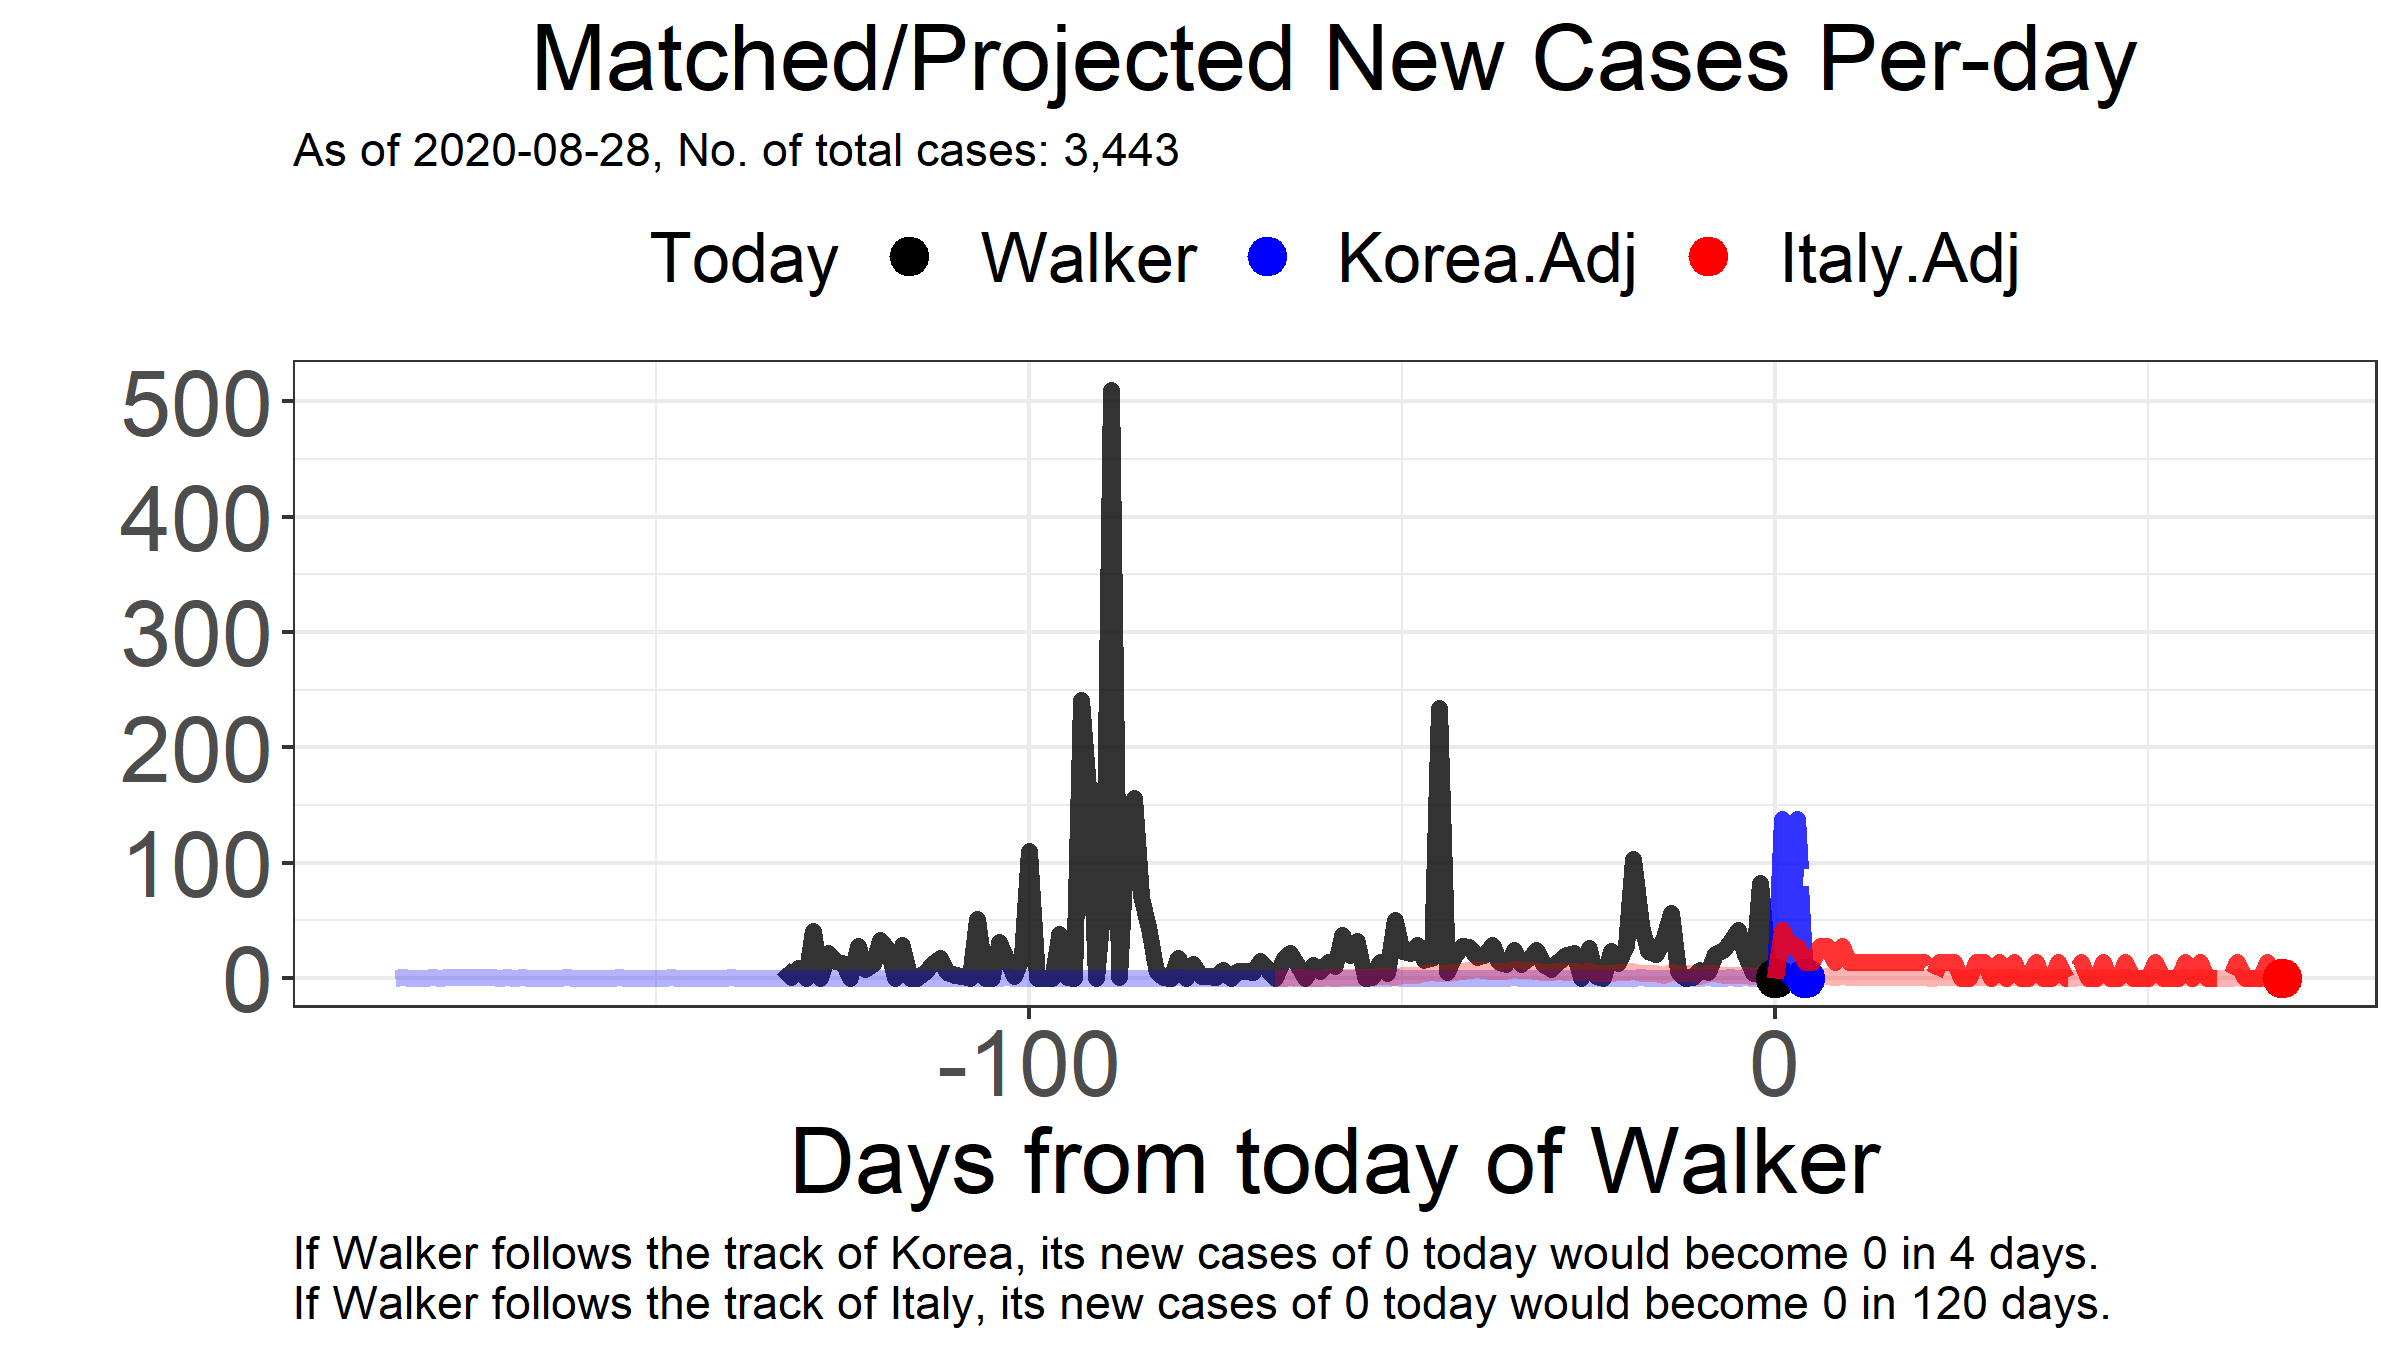 Matched/Projected New Cases Per-day
As of 2020-08-28, No. of total cases: 3,443
Today Walker Korea.Adj Italy.Adj
500
400
300
200
100
0
-100 0
Days from today of Walker
If Walker follows the track of Korea, its new cases of 0 today would become 0 in 4 days.
If Walker follows the track of Italy, its new cases of 0 today would become 0 in 120 days.